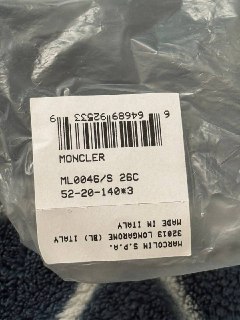 6 64689 92533 9
MONCLER
ML0046/S 26C
52-20-140*3
MARCOLIN S.P.A.
32013 LONGARONE (BL) ITALY
MADE IN ITALY